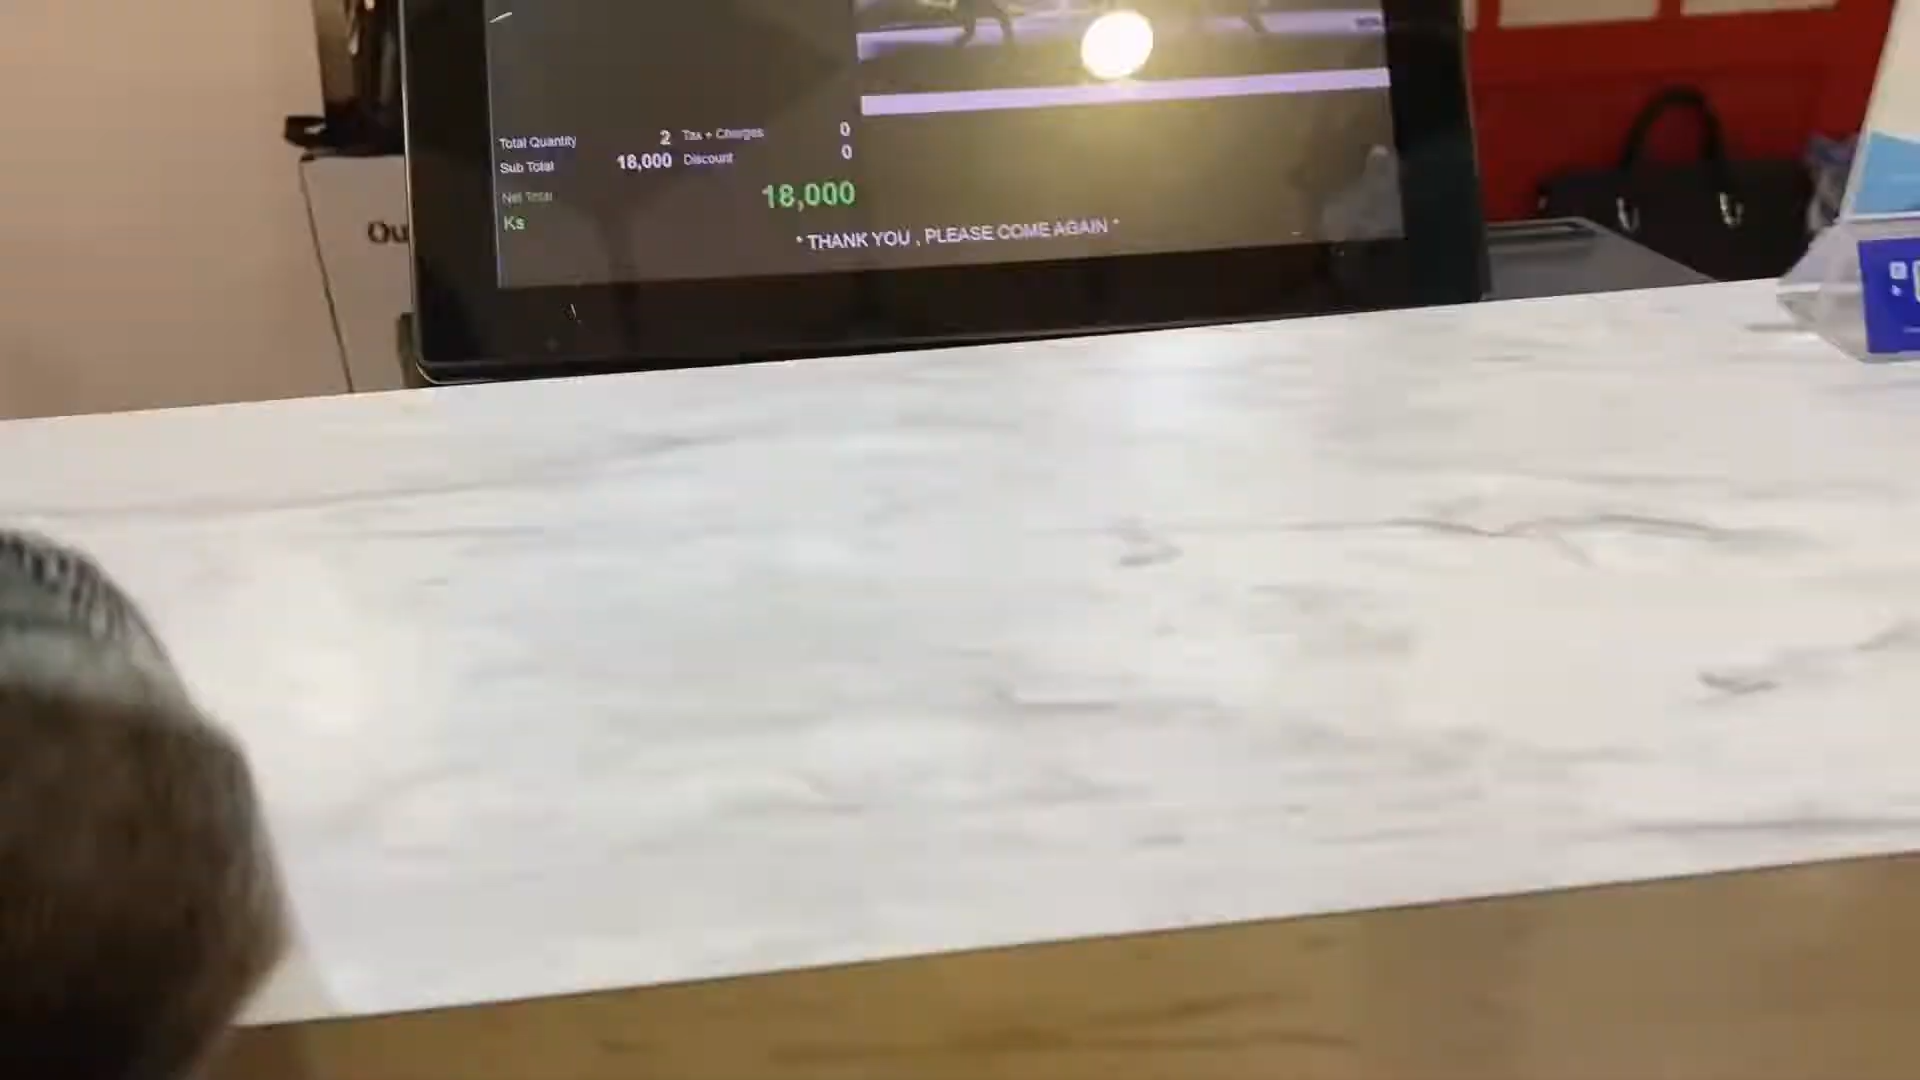 Total Quantity 2 Tax + Charges 0
Sub Total 18,000 Discount 0
Net Total 18,000
Ks
* THANK YOU , PLEASE COME AGAIN *
Ou